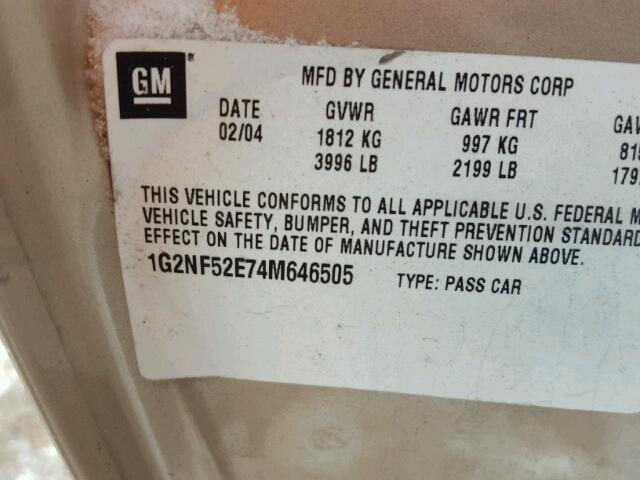 GM
MFD BY GENERAL MOTORS CORP
DATE GVWR GAWR FRT
02/04 1812 KG 997 KG
3996 LB 2199 LB
THIS VEHICLE CONFORMS TO ALL APPLICABLE U.S. FEDERAL
VEHICLE SAFETY, BUMPER, AND THEFT PREVENTION STANDARD
EFFECT ON THE DATE OF MANUFACTURE SHOWN ABOVE.
1G2NF52E74M646505 TYPE: PASS CAR